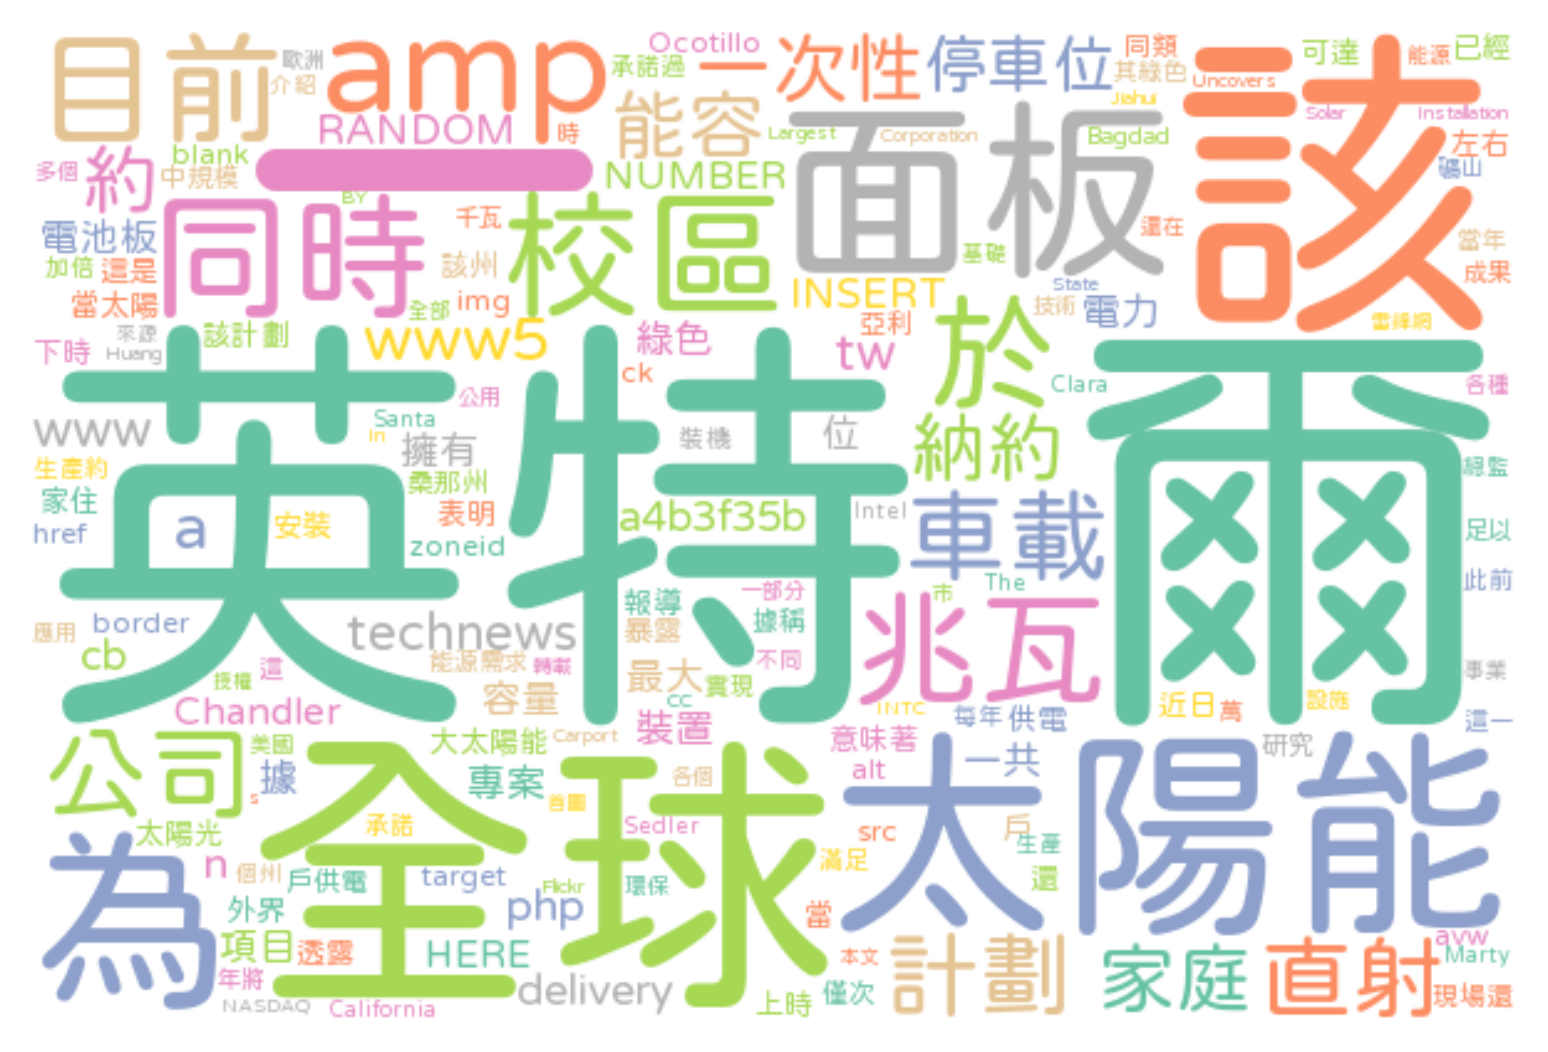 目前
歐洲
介紹
amp
承諾過
Ocotillo
一次性
停車位
同類
其綠色
Uncovers
該
可達
能源
已經
RANDOM
時
能容
Largest
面板
Corporation
Jiahui
Bagdad
Solar
Installation
左右
礦山
多個
約
blank
中規模
一
NUMBER
BY
電池板
同時
千瓦
校區
還在
當年
加倍
這是
該州
基礎
成果
當太陽
全部
img
INSERT
State
技術
電力
雷鋒網
來源
Huang
該計劃
www5
綠色
亞利
於
下時
ck
tw
Clara
各種
英特爾
公用
www
Santa
In
擁有
裝機
位
納約
生產約
桑那州
總監
家住
a
安裝
表明
a4b3f35b
Intel
車載
足以
href
zoneid
The
此前
一部分
市
border
technews
報導
據稱
兆瓦
應用
暴露
cb
這
能源需求
轉載
不同
授權
容量
最大
實現
事業
Chandler
cc
INTC
每年
供電
近日
萬
設施
這一
公司
美國
大太陽能
Carport
裝置
意味著
一共
研究
據
s
全球
專案
各個
alt
太陽能
首圖
太陽光
承諾
Sedler
src
戶
生產
為
n
個州
戶供電
target
Flickr
環保
滿足
還
外界
php
當
項目
透露
HERE
本文
計劃
家庭
直射
avw
Marty
年將
delivery
僅次
現場還
NASDAQ
California
上時